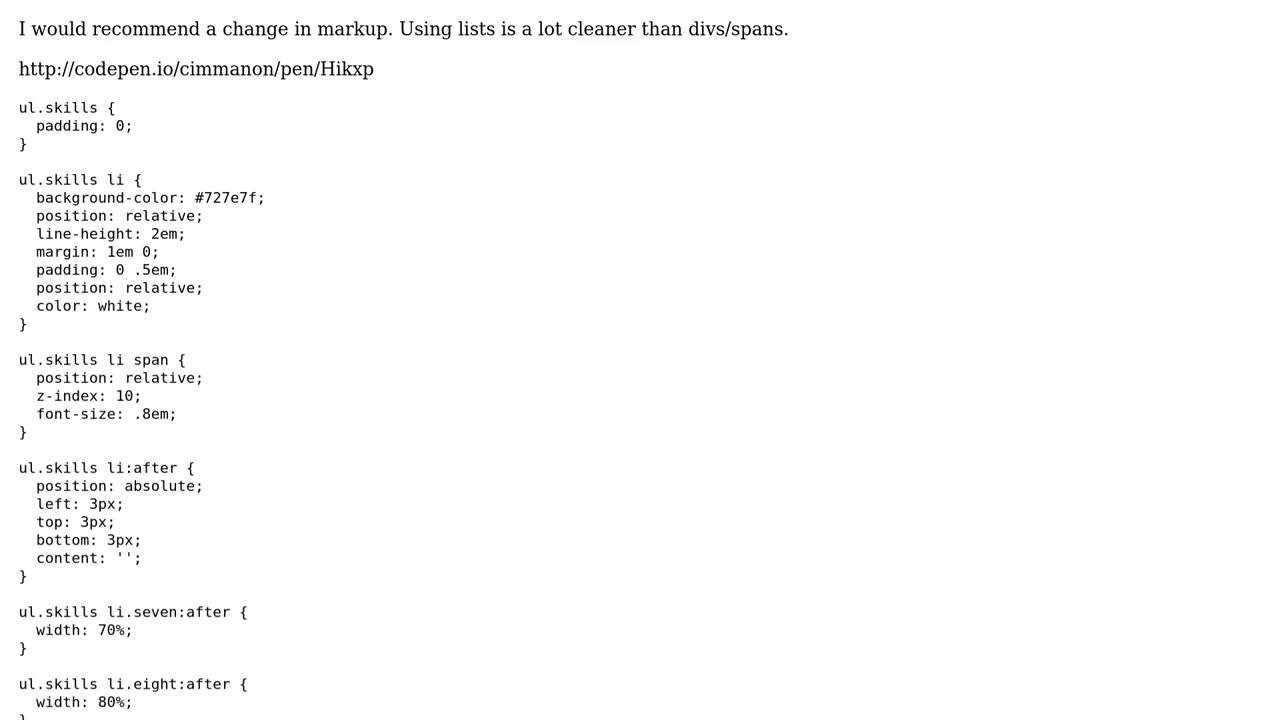 I would recommend a change in markup. Using lists is a lot cleaner than divs/spans.
http://codepen.io/cimmanon/pen/Hikxp
ul.skills {
  padding: 0;
}
ul.skills li {
  background-color: #727e7f;
  position: relative;
  line-height: 2em;
  margin: 1em 0;
  padding: 0 .5em;
  position: relative;
  color: white;
}
ul.skills li span {
  position: relative;
  z-index: 10;
  font-size: .8em;
}
ul.skills li:after {
  position: absolute;
  left: 3px;
  top: 3px;
  bottom: 3px;
  content: '';
}
ul.skills li.seven:after {
  width: 70%;
}
ul.skills li.eight:after {
  width: 80%;
}